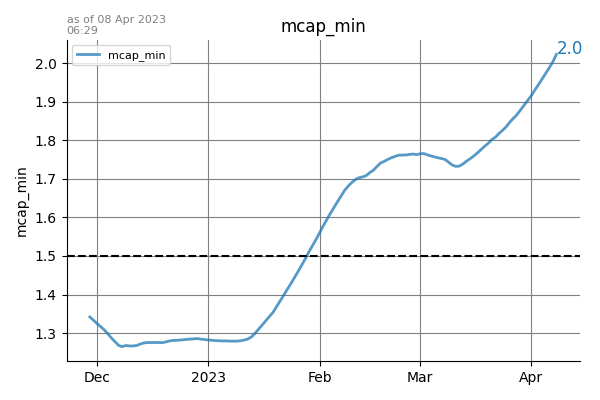 as of 08 Apr 2023
06:29
mcap_min
2.0
mcap_min
2.0
1.9
1.8
1.7
1.6
1.5
1.4
1.3
mcap_min
Dec
2023
Feb
Mar
Apr